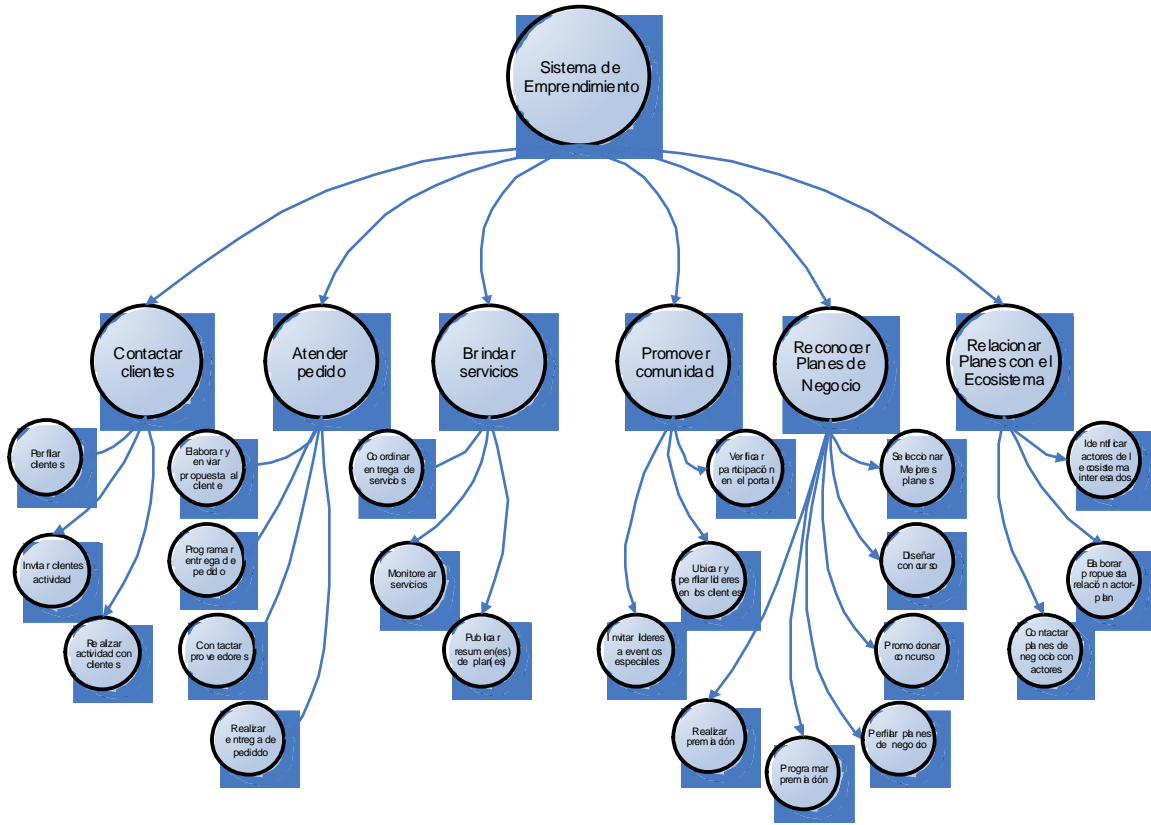 Sistema de
Emprendimiento
Contactar
clientes
Atender
pedido
Brindar
servicios
Promover
comunidad
Reconocer
Planes de
Negocio
Relacionar
Planes con el
Ecosistema
Perfilar
clientes
Invitar clientes
actividad
Realizar
actividad con
clientes
Elaborar y
enviar
propuesta al
cliente
Programar
entrega de
pedido
Contactar
proveedores
Realizar
entrega de
pediddo
Coordinar
entrega de
servicios
Monitorear
servicios
Publicar
resumen(es)
de plan(es)
Verificar
participación
en el portal
Ubicar y
perfilar lideres
en los clientes
Invitar lideres
a eventos
especiales
Seleccionar
Mejores
planes
Diseñar
concurso
Promocionar
concurso
Perfilar planes
de negocio
Programar
premiación
Realizar
premiación
Identificar
actores del
ecosistema
interesados
Elaborar
propuesta
relación actor-
plan
Contactar
planes de
negocio con
actores